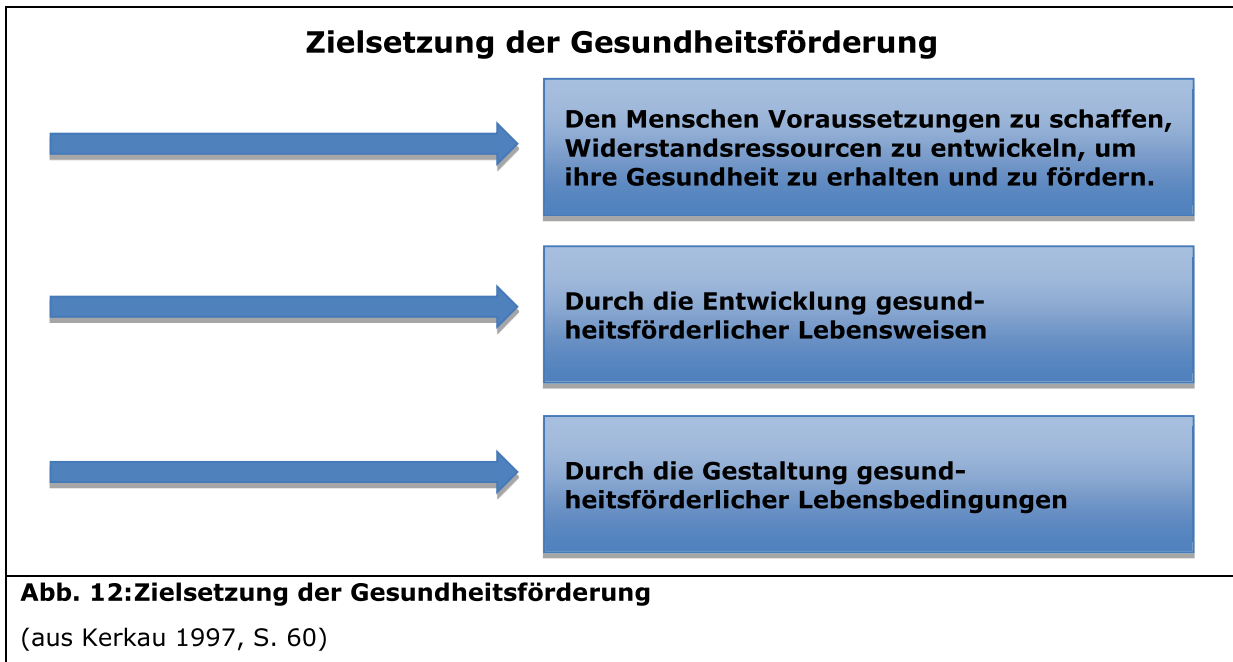 Zielsetzung der Gesundheitsförderung
Den Menschen Voraussetzungen zu schaffen,
Widerstandsressourcen zu entwickeln, um
ihre Gesundheit zu erhalten und zu fördern.
Durch die Entwicklung gesund-
heitsförderlicher Lebensweisen
Durch die Gestaltung gesund-
heitsförderlicher Lebensbedingungen
Abb. 12:Zielsetzung der Gesundheitsförderung
(aus Kerkau 1997, S. 60)